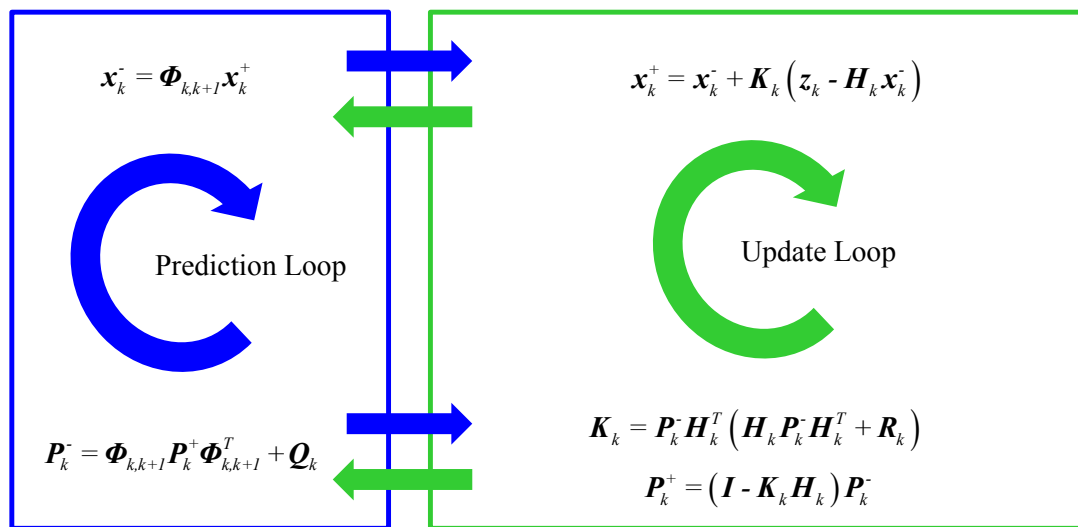 x_k^- = Φ_{k,k+1} x_k^+
Prediction Loop
P_k^- = Φ_{k,k+1} P_k^+ Φ_{k,k+1}^T + Q_k
x_k^+ = x_k^- + K_k (z_k - H_k x_k^-)
Update Loop
K_k = P_k^- H_k^T (H_k P_k^- H_k^T + R_k)
P_k^+ = (I - K_k H_k) P_k^-